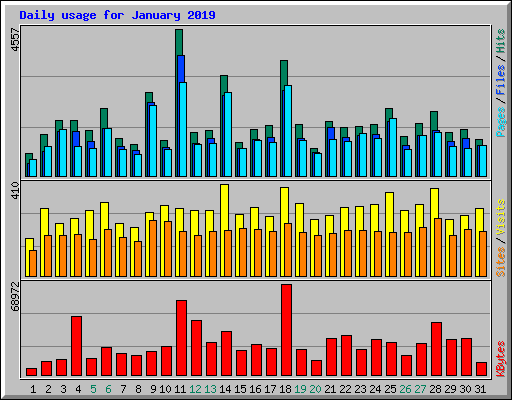 Daily usage for January 2019
4557
Pages / Files / Hits
410
Sites / Visits
68972
KBytes
1 2 3 4 5 6 7 8 9 10 11 12 13 14 15 16 17 18 19 20 21 22 23 24 25 26 27 28 29 30 31